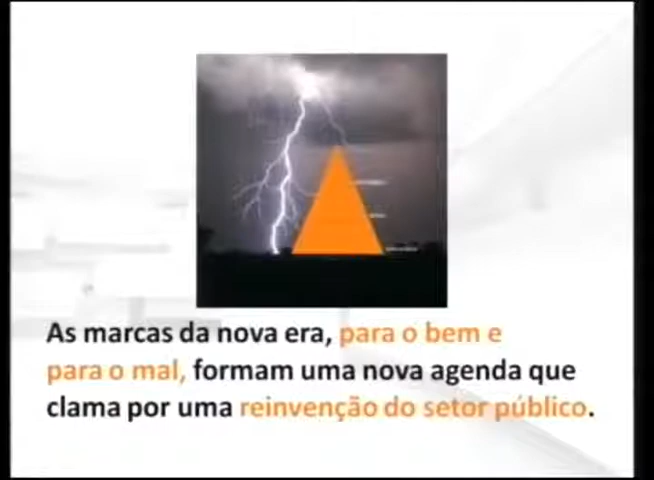 As marcas da nova era, para o bem e
para o mal, formam uma nova agenda que
clama por uma reinvenção do setor público.